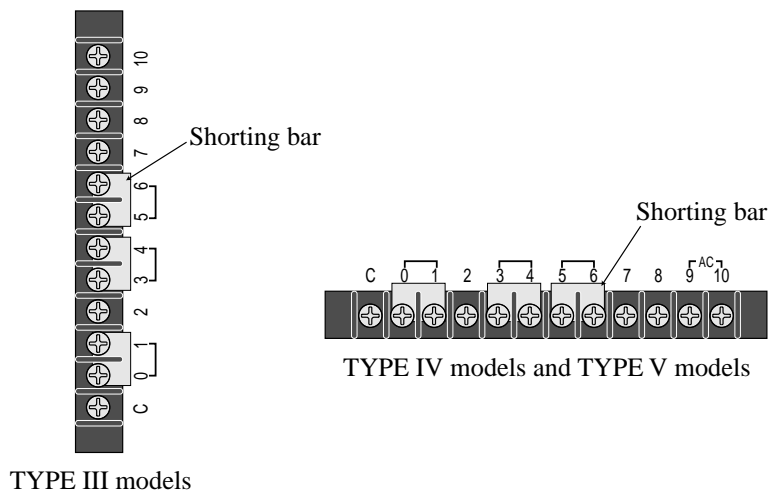 10
9
8
7
6
5
4
3
2
1
0
C
Shorting bar
TYPE III models
Shorting bar
C 0 1 2 3 4 5 6 7 8 9 AC 10
TYPE IV models and TYPE V models